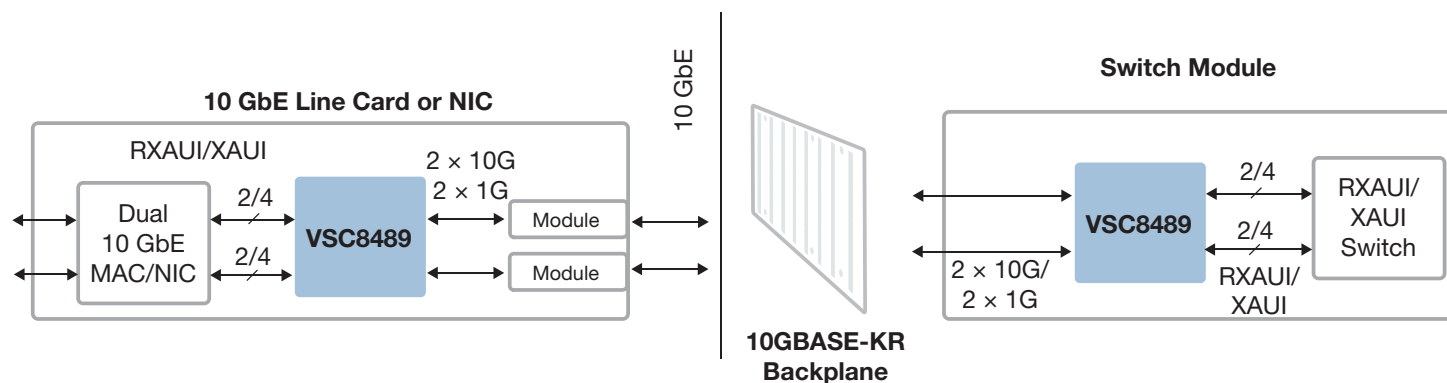 10 GbE Line Card or NIC
RXAUI/XAUI
2 × 10G
2 × 1G
Dual
10 GbE
MAC/NIC
2/4
2/4
VSC8489
Module
Module
10 GbE
10GBASE-KR
Backplane
Switch Module
2 × 10G/
2 × 1G
VSC8489
2/4
2/4
RXAUI/
XAUI
RXAUI/
XAUI
Switch